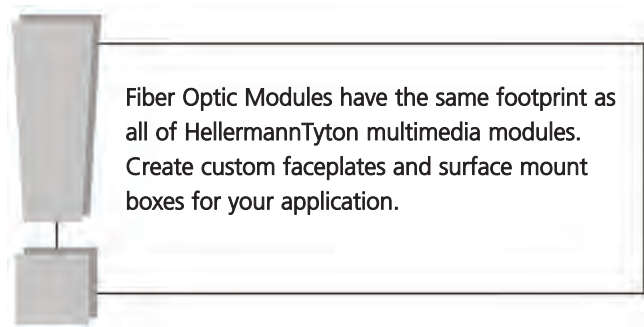 Fiber Optic Modules have the same footprint as
all of HellermannTyton multimedia modules.
Create custom faceplates and surface mount
boxes for your application.